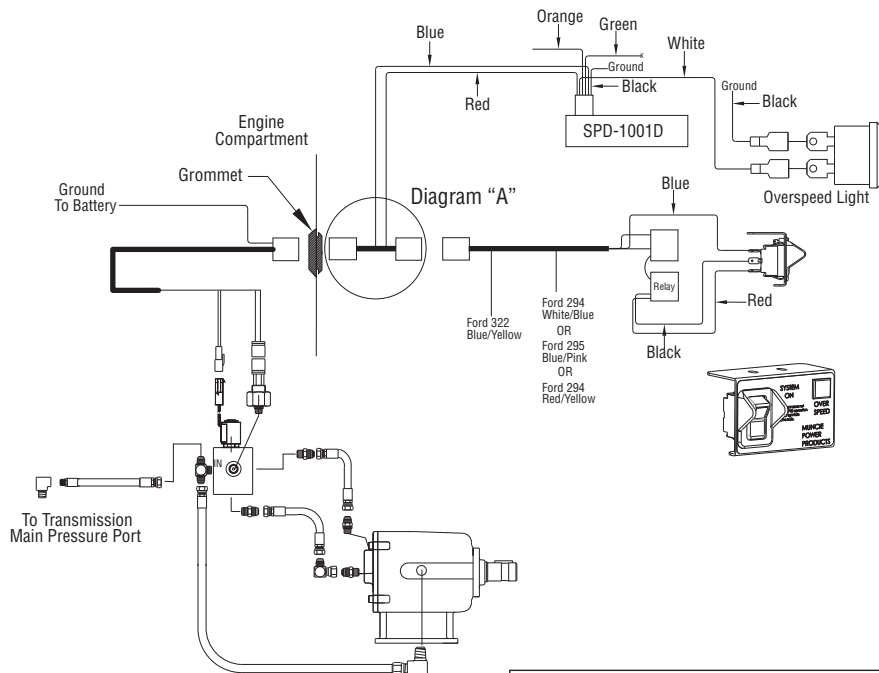 Orange
Green
Blue
White
Ground
Black
Red
SPD-1001D
Ground
Black
Overspeed Light
Engine
Compartment
Grommet
Diagram "A"
Ground
To Battery
Blue
Relay
Red
Black
Ford 322
Blue/Yellow
Ford 294
White/Blue
OR
Ford 295
Blue/Pink
OR
Ford 294
Red/Yellow
SYSTEM
ON
OVER
SPEED
MUNCIE
POWER
PRODUCTS
IN
To Transmission
Main Pressure Port